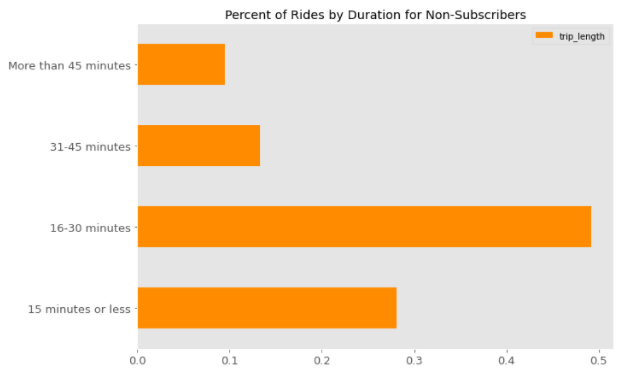 Percent of Rides by Duration for Non-Subscribers
trip_length
More than 45 minutes
31-45 minutes
16-30 minutes
15 minutes or less
0.0 0.1 0.2 0.3 0.4 0.5